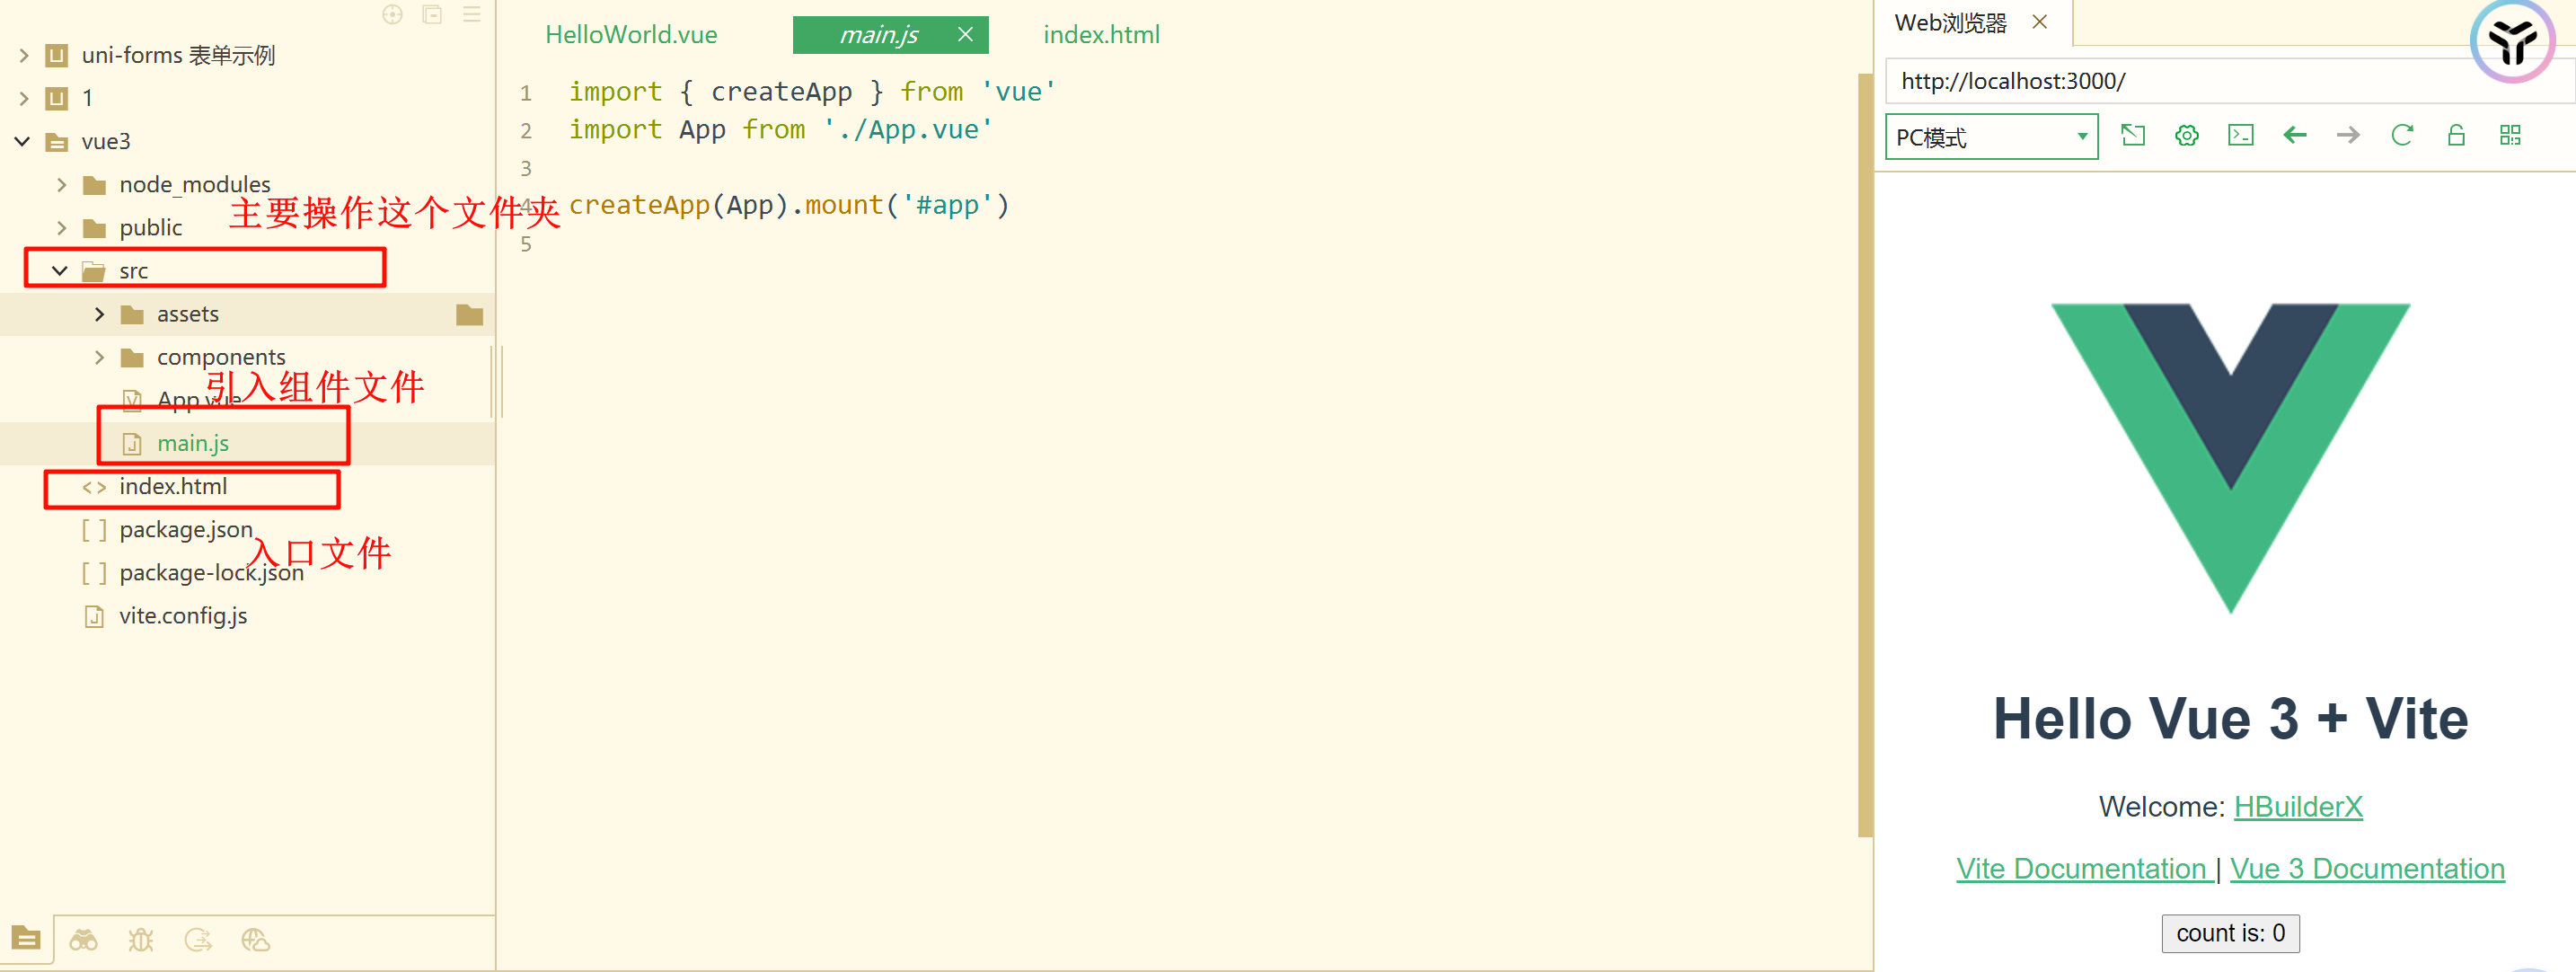 uni-forms 表单示例
1
vue3
node_modules
public
主要操作这个文件夹
src
assets
components
引入组件文件
App.vue
main.js
index.html
package.json
入口文件
package-lock.json
vite.config.js
HelloWorld.vue
main.js
index.html
1 import { createApp } from 'vue'
2 import App from './App.vue'
3
4 createApp(App).mount('#app')
5
Web浏览器
http://localhost:3000/
PC模式
Hello Vue 3 + Vite
Welcome: HBuilderX
Vite Documentation | Vue 3 Documentation
count is: 0